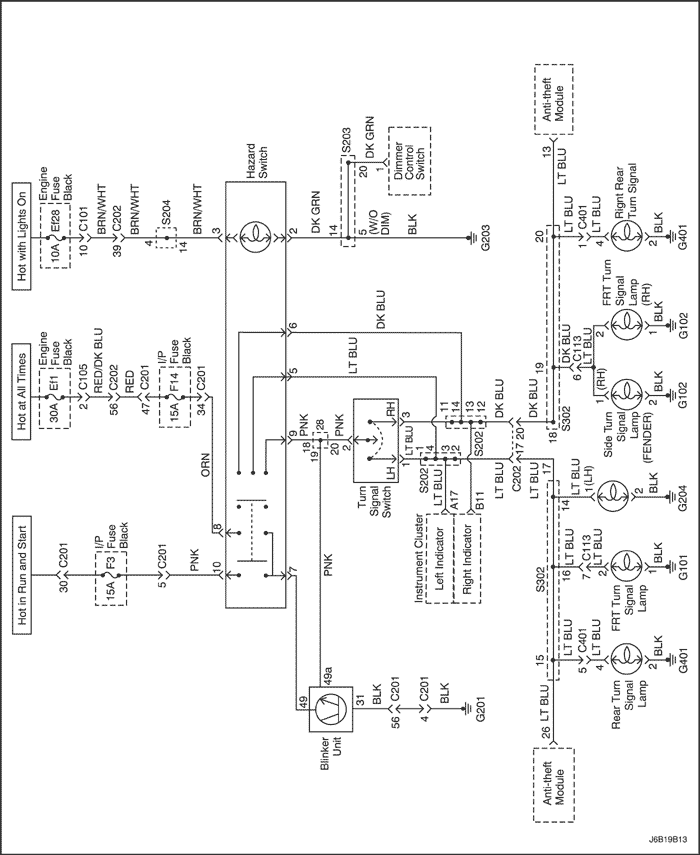 Hot in Run and Start
30
C201
I/P
Fuse
Black
15A
F3
5
C201
PNK
10
Hot at All Times
Engine
Fuse
Black
30A
Ef1
2
C105
RED/DK BLU
56
C202
RED
47
C201
I/P
Fuse
Black
15A
F14
34
C201
ORN
8
Hot with Lights On
Engine
Fuse
Black
10A
Ef28
10
C101
BRN/WHT
39
C202
BRN/WHT
4
S204
14
BRN/WHT
3
Hazard
Switch
7
9
5
6
2
DK GRN
14
S203
20
DK GRN
1
Dimmer
Control
Switch
5
(W/O
DIM)
BLK
G203
PNK
18
28
19
20
PNK
2
PNK
LT BLU
DK BLU
Turn
Signal
Switch
LH
RH
1
LT BLU
3
49
49a
Blinker
Unit
31
BLK
56
C201
4
C201
BLK
G201
S202
1
4
3
2
11
14
13
12
S202
LT BLU
A17
B11
Instrument Cluster
Left Indicator
Right Indicator
LT BLU
DK BLU
C202
17
20
LT BLU
DK BLU
17
18
S302
Anti-theft
Module
26
LT BLU
15
S302
LT BLU
5
C401
LT BLU
4
Rear Turn
Signal
Lamp
2
BLK
G401
16
LT BLU
7
C113
LT BLU
2
FRT Turn
Signal
Lamp
1
BLK
G101
14
LT BLU
1(LH)
2
BLK
G204
19
DK BLU
6
C113
LT BLU
(RH)
1
Side Turn
Signal
Lamp
(FENDER)
2
BLK
G102
2
FRT Turn
Signal
Lamp
(RH)
1
BLK
G102
20
LT BLU
1
C401
LT BLU
4
Rignt Rear
Turn Signal
2
BLK
G401
LT BLU
13
Anti-theft
Module
J6B19B13